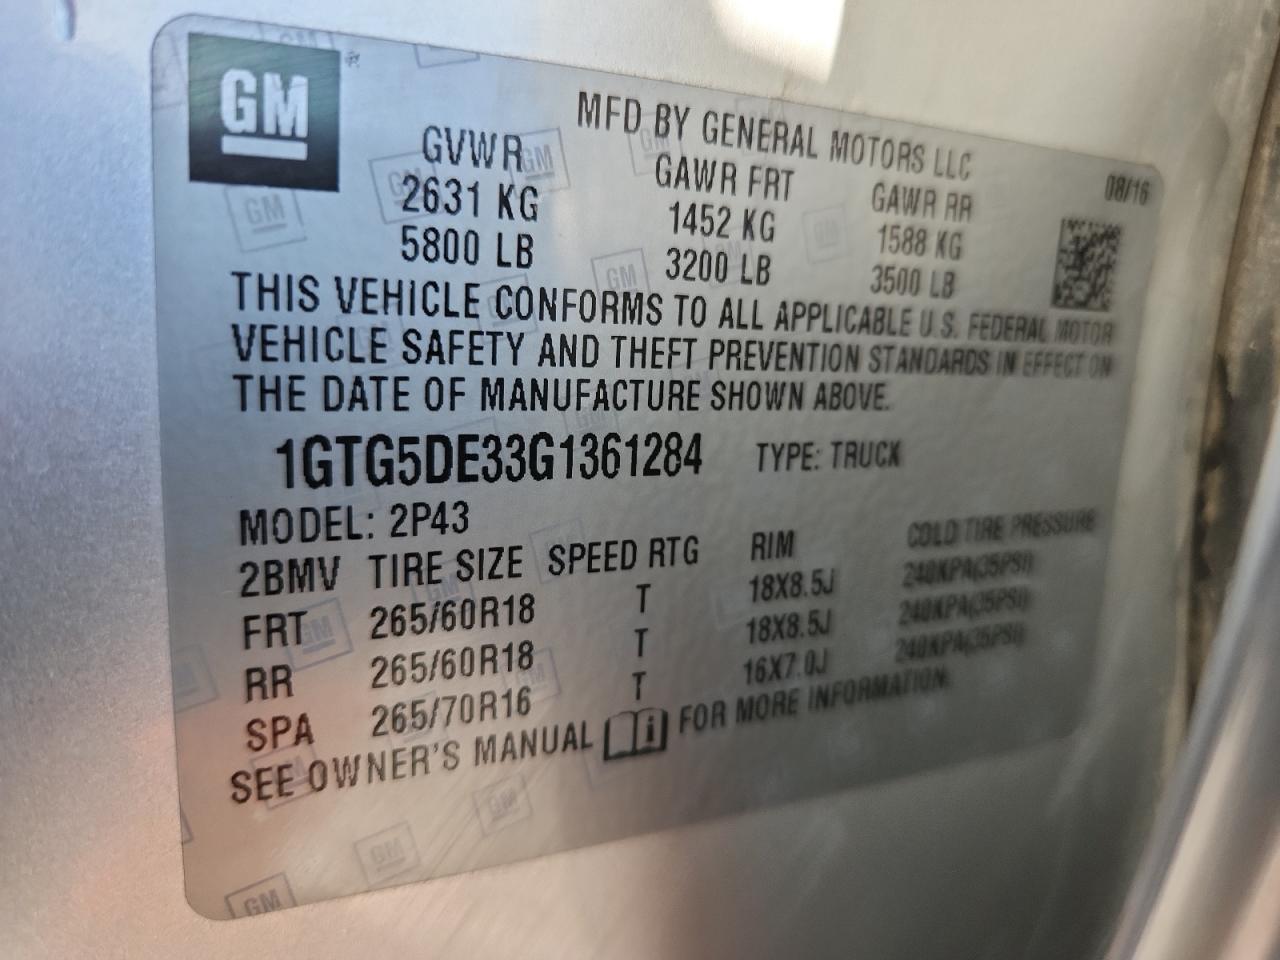 GM
MFD BY GENERAL MOTORS LLC
08/16
GVWR GAWR FRT GAWR RR
2631 KG 1452 KG 1588 KG
5800 LB 3200 LB 3500 LB
THIS VEHICLE CONFORMS TO ALL APPLICABLE U.S. FEDERAL MOTOR
VEHICLE SAFETY AND THEFT PREVENTION STANDARDS IN EFFECT ON
THE DATE OF MANUFACTURE SHOWN ABOVE.
1GTG5DE33G1361284 TYPE: TRUCK
MODEL: 2P43
2BMV TIRE SIZE SPEED RTG RIM COLD TIRE PRESSURE
FRT 265/60R18 T 18X8.5J 240KPA(35PSI)
RR 265/60R18 T 18X8.5J 240KPA(35PSI)
SPA 265/70R16 T 16X7.0J 240KPA(35PSI)
SEE OWNER'S MANUAL FOR MORE INFORMATION.